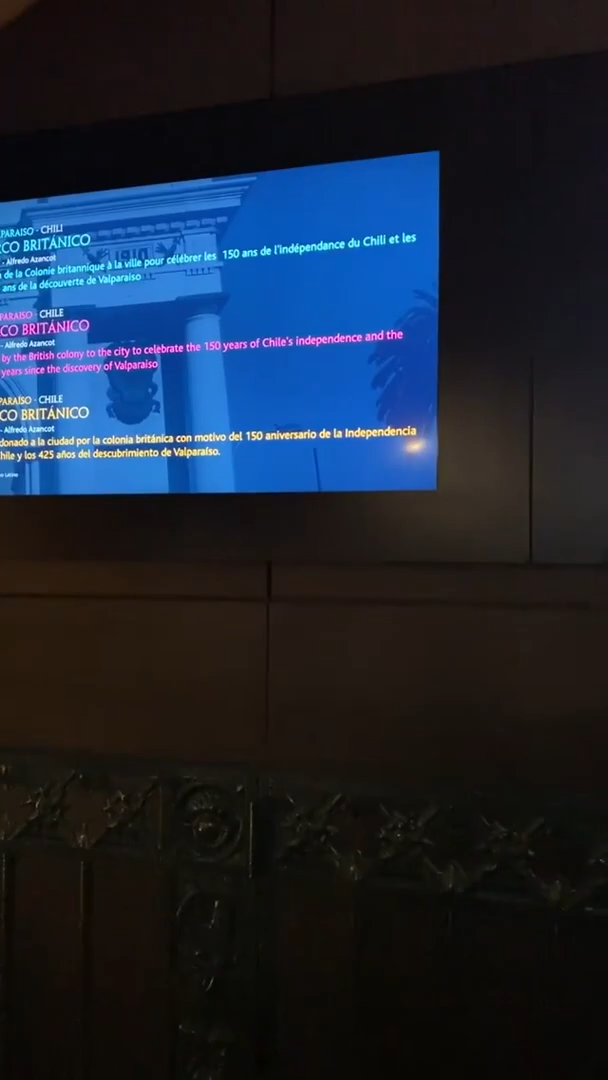 PARAISO - CHILI
CO BRITÁNICO
- Alfredo Azancot
de la Colonie britannique à la ville pour célébrer les 150 ans de l'indépendance du Chili et les
ans de la découverte de Valparaiso
PARAISO - CHILE
CO BRITÁNICO
- Alfredo Azancot
by the British colony to the city to celebrate the 150 years of Chile's independence and the
years since the discovery of Valparaiso
PARAÍSO - CHILE
CO BRITÁNICO
- Alfredo Azancot
donado a la ciudad por la colonia británica con motivo del 150 aniversario de la Independencia
hile y los 425 años del descubrimiento de Valparaíso.